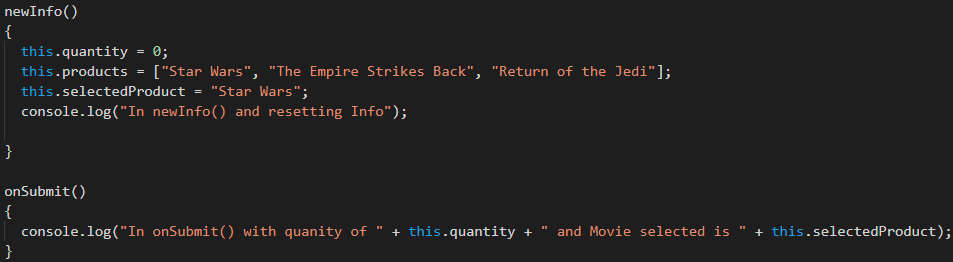 newInfo()
{
this.quantity = 0;
this.products = ["Star Wars", "The Empire Strikes Back", "Return of the Jedi"];
this.selectedProduct = "Star Wars";
console.log("In newInfo() and resetting Info");
}
onSubmit()
{
console.log("In onSubmit() with quanity of " + this.quantity + " and Movie selected is " + this.selectedProduct);
}